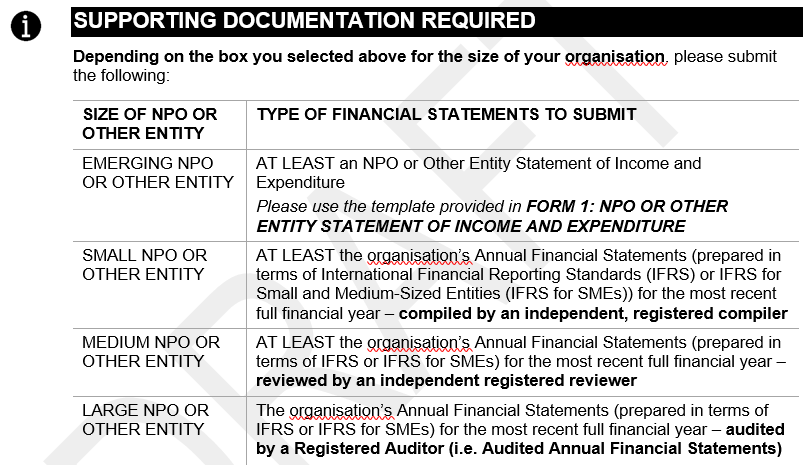 SUPPORTING DOCUMENTATION REQUIRED
Depending on the box you selected above for the size of your organisation, please submit
the following:
SIZE OF NPO OR
OTHER ENTITY
TYPE OF FINANCIAL STATEMENTS TO SUBMIT
EMERGING NPO
OR OTHER ENTITY
AT LEAST an NPO or Other Entity Statement of Income and
Expenditure
Please use the template provided in FORM 1: NPO OR OTHER
ENTITY STATEMENT OF INCOME AND EXPENDITURE
SMALL NPO OR
OTHER ENTITY
AT LEAST the organisation's Annual Financial Statements (prepared in
terms of International Financial Reporting Standards (IFRS) or IFRS for
Small and Medium-Sized Entities (IFRS for SMEs)) for the most recent
full financial year – compiled by an independent, registered compiler
MEDIUM NPO OR
OTHER ENTITY
AT LEAST the organisation's Annual Financial Statements (prepared in
terms of IFRS or IFRS for SMEs) for the most recent full financial year –
reviewed by an independent registered reviewer
LARGE NPO OR
OTHER ENTITY
The organisation's Annual Financial Statements (prepared in terms of
IFRS or IFRS for SMEs) for the most recent full financial year – audited
by a Registered Auditor (i.e. Audited Annual Financial Statements)
DRAFT